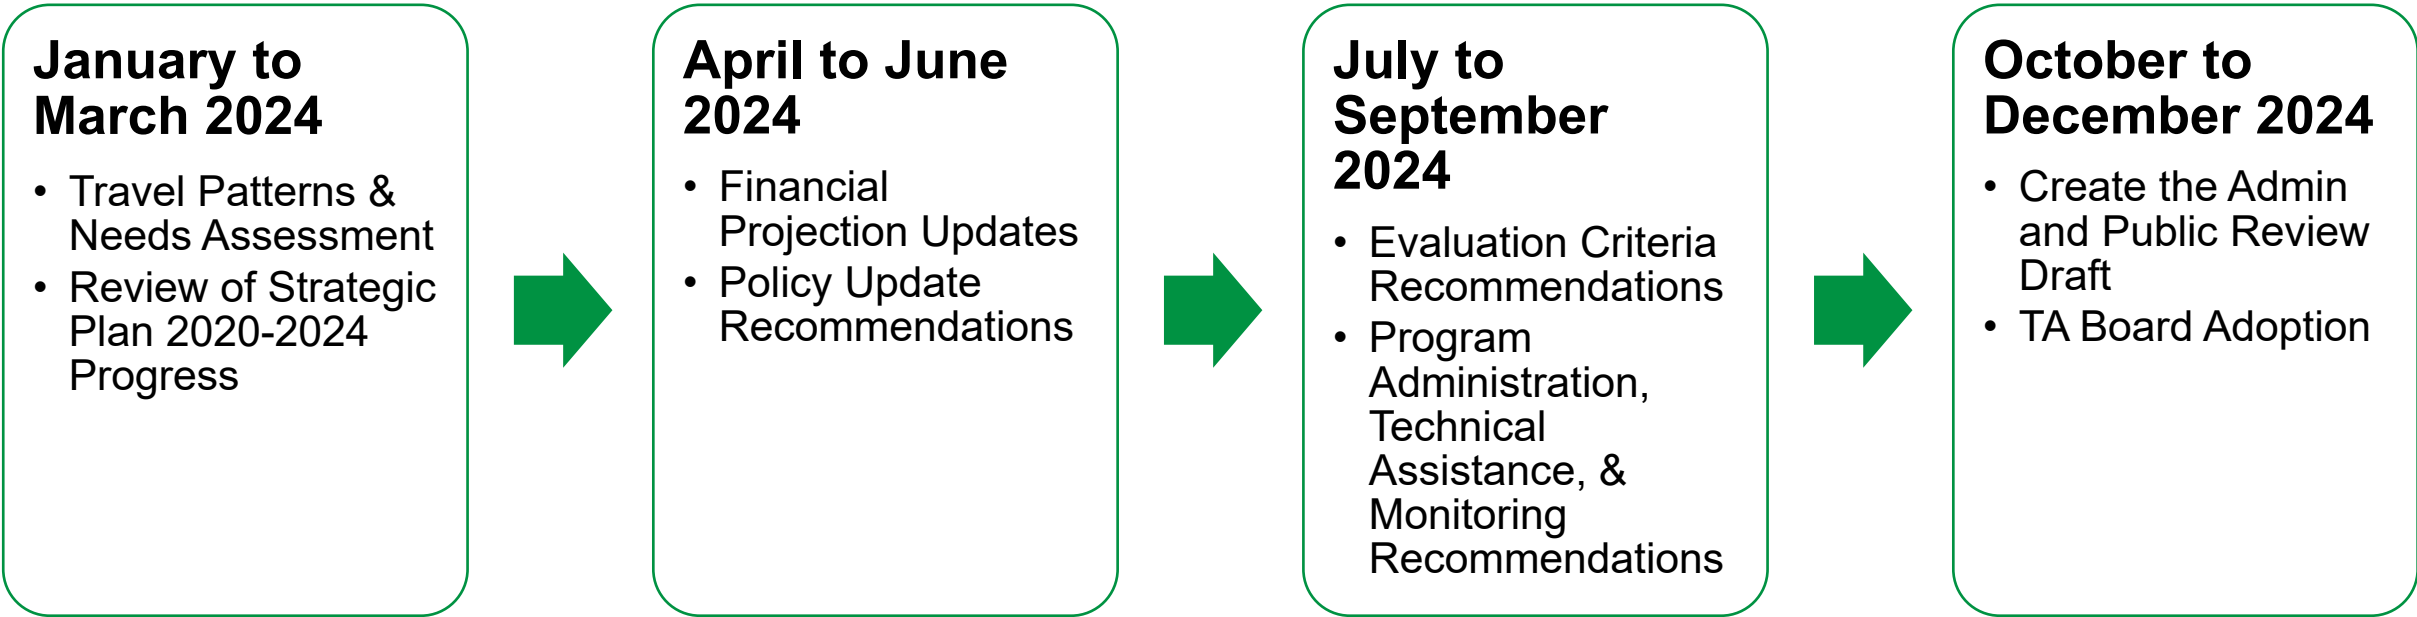 January to
March 2024
• Travel Patterns &
Needs Assessment
• Review of Strategic
Plan 2020-2024
Progress
April to June
2024
• Financial
Projection Updates
• Policy Update
Recommendations
July to
September
2024
• Evaluation Criteria
Recommendations
• Program
Administration,
Technical
Assistance, &
Monitoring
Recommendations
October to
December 2024
• Create the Admin
and Public Review
Draft
• TA Board Adoption